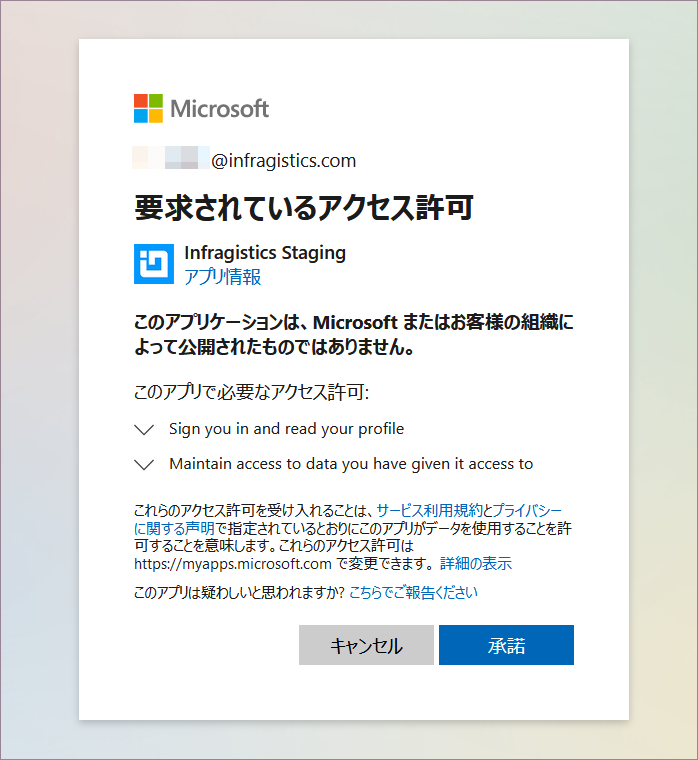 Microsoft
@infragistics.com
要求されているアクセス許可
Infragistics Staging
アプリ情報
このアプリケーションは、Microsoft またはお客様の組織に
よって公開されたものではありません。
このアプリで必要なアクセス許可:
Sign you in and read your profile
Maintain access to data you have given it access to
これらのアクセス許可を受け入れることは、サービス利用規約とプライバシー
に関する声明で指定されているとおりにこのアプリがデータを使用することを許
可することを意味します。これらのアクセス許可は
https://myapps.microsoft.com で変更できます。 詳細の表示
このアプリは疑わしいと思われますか? こちらでご報告ください
キャンセル 承諾